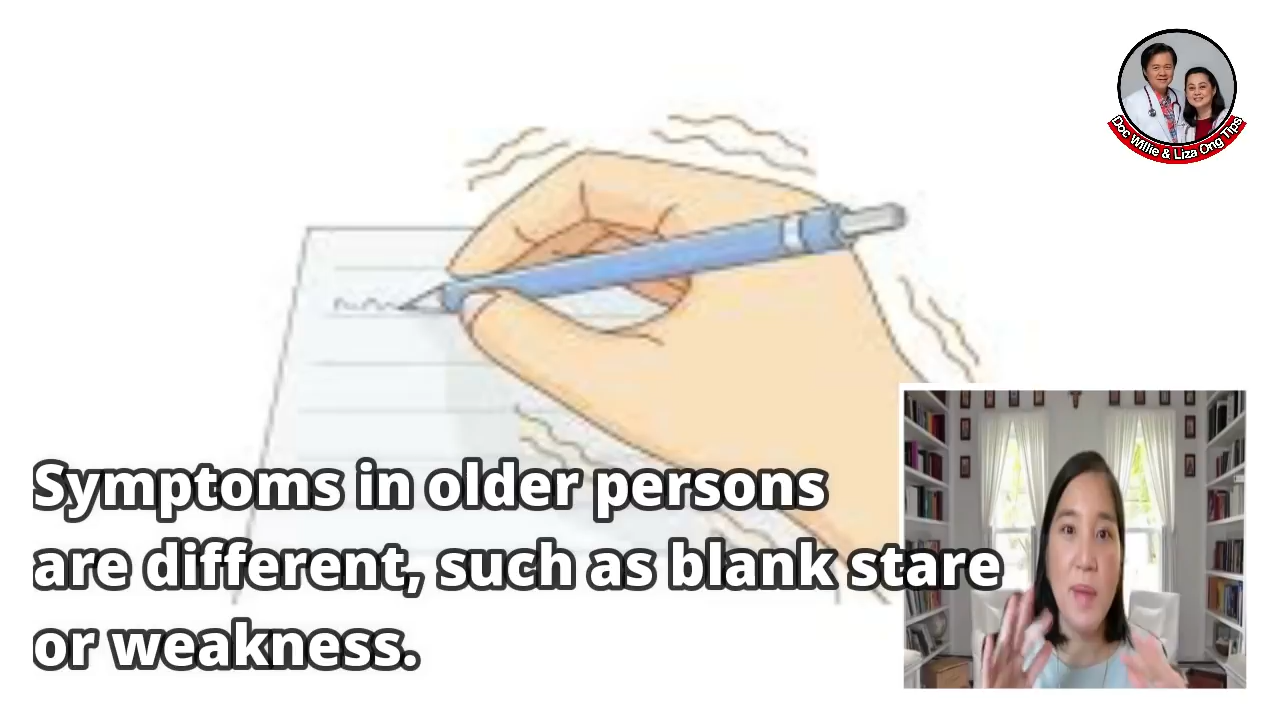 Doc Willie & Liza Ong Tips
Symptoms in older persons
are different, such as blank stare
or weakness.